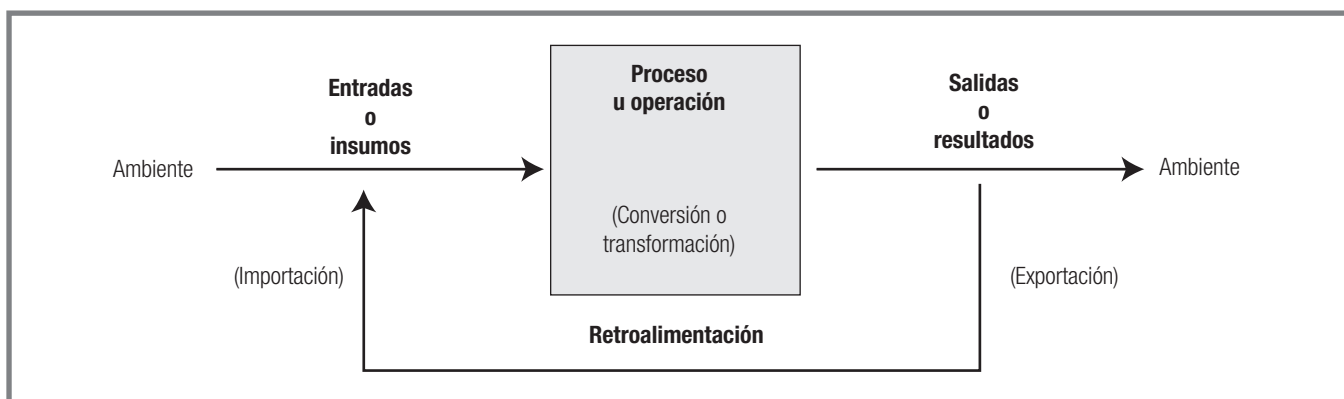 Entradas
o
insumos
Proceso
u operación
Salidas
o
resultados
Ambiente
Ambiente
(Conversión o
transformación)
(Importación)
(Exportación)
Retroalimentación